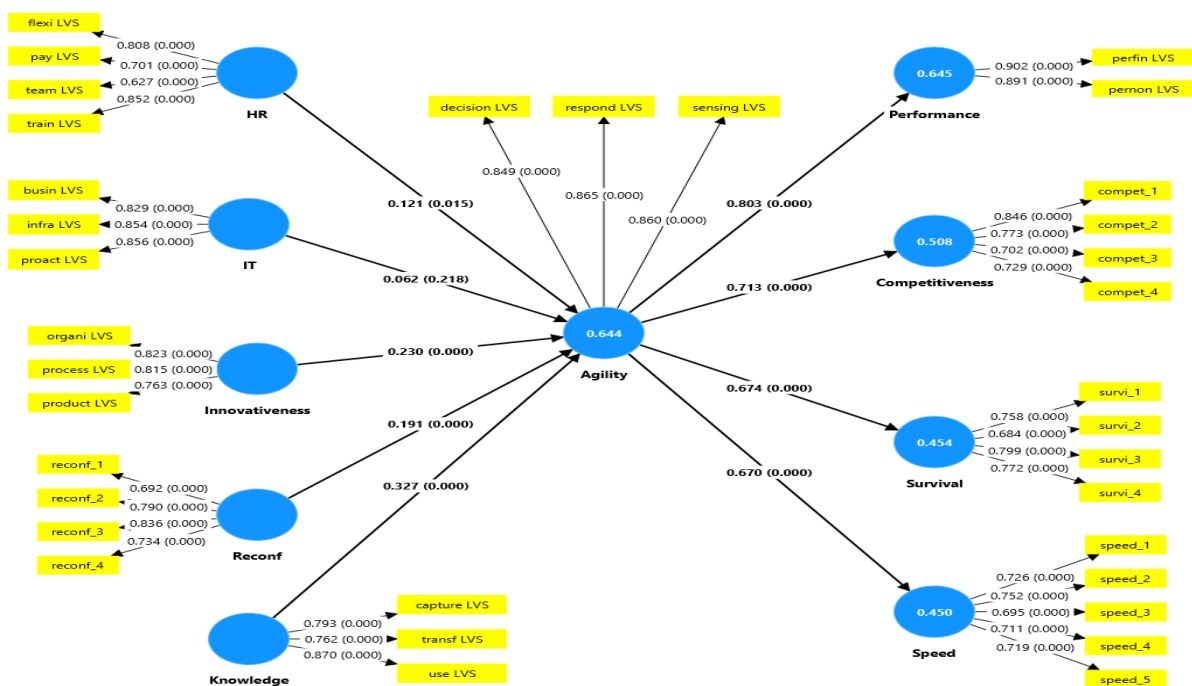 flexi LVS
pay LVS
team LVS
train LVS
0.808 (0.000)
0.701 (0.000)
0.627 (0.000)
0.852 (0.000)
HR
busin LVS
infra LVS
proact LVS
0.829 (0.000)
0.854 (0.000)
0.856 (0.000)
IT
organi LVS
process LVS
product LVS
0.823 (0.000)
0.815 (0.000)
0.763 (0.000)
Innovativeness
reconf_1
reconf_2
reconf_3
reconf_4
0.692 (0.000)
0.790 (0.000)
0.836 (0.000)
0.734 (0.000)
Reconf
Knowledge
0.793 (0.000)
0.762 (0.000)
0.870 (0.000)
capture LVS
transf LVS
use LVS
0.121 (0.015)
0.062 (0.218)
0.230 (0.000)
0.191 (0.000)
0.327 (0.000)
decision LVS
respond LVS
sensing LVS
0.849 (0.000)
0.865 (0.000)
0.860 (0.000)
0.644
Agility
0.803 (0.000)
0.713 (0.000)
0.674 (0.000)
0.670 (0.000)
0.645
Performance
0.902 (0.000)
0.891 (0.000)
perfin LVS
pernon LVS
0.508
Competitiveness
0.846 (0.000)
0.773 (0.000)
0.702 (0.000)
0.729 (0.000)
compet_1
compet_2
compet_3
compet_4
0.454
Survival
0.758 (0.000)
0.684 (0.000)
0.799 (0.000)
0.772 (0.000)
survi_1
survi_2
survi_3
survi_4
0.450
Speed
0.726 (0.000)
0.752 (0.000)
0.695 (0.000)
0.711 (0.000)
0.719 (0.000)
speed_1
speed_2
speed_3
speed_4
speed_5